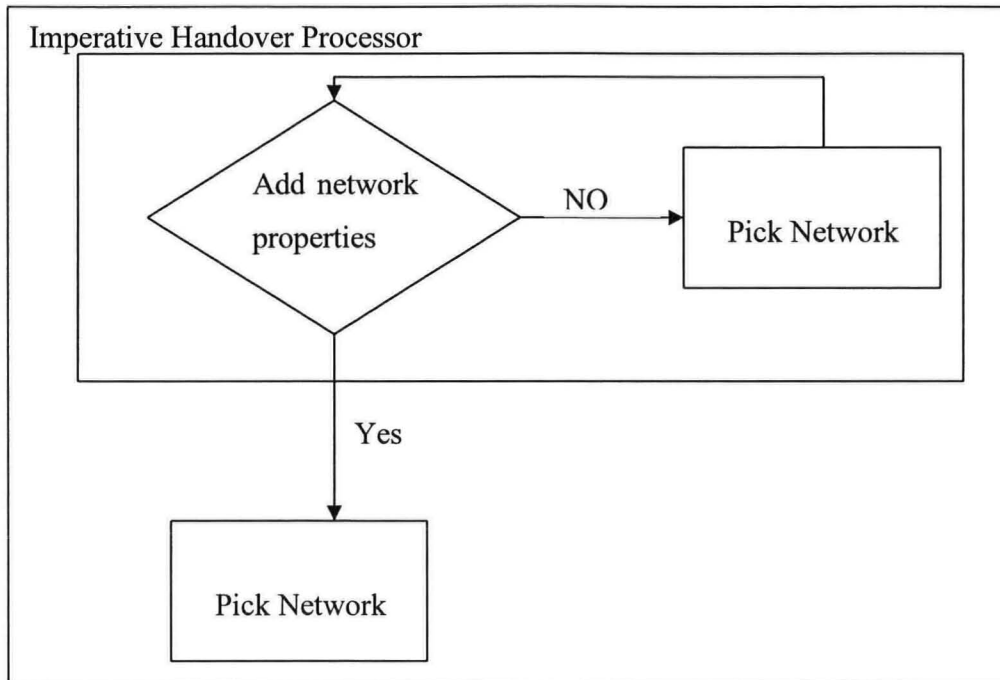 Imperative Handover Processor
Add network
properties
NO
Pick Network
Yes
Pick Network